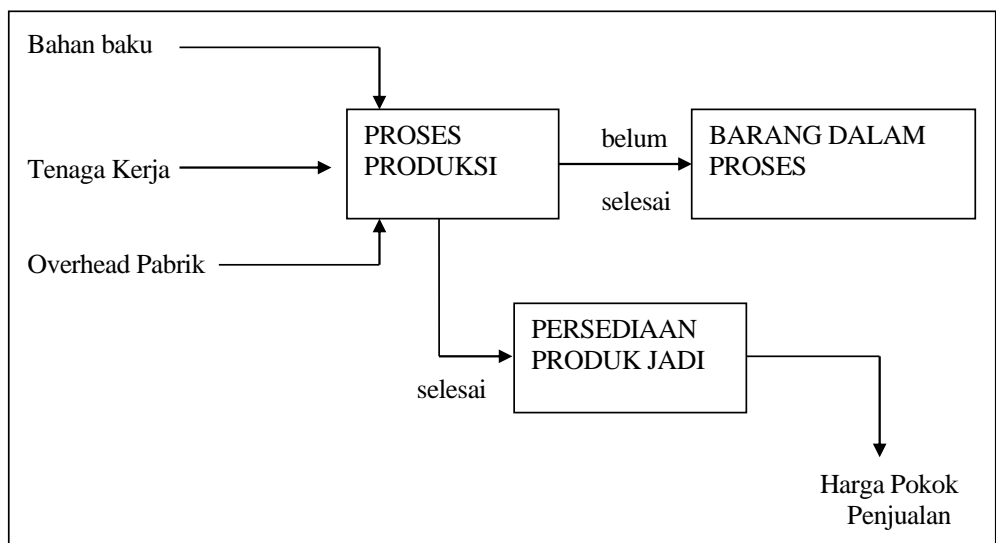 Bahan baku
PROSES
PRODUKSI
belum
selesai
BARANG DALAM
PROSES
Tenaga Kerja
Overhead Pabrik
PERSEDIAAN
PRODUK JADI
selesai
Harga Pokok
Penjualan